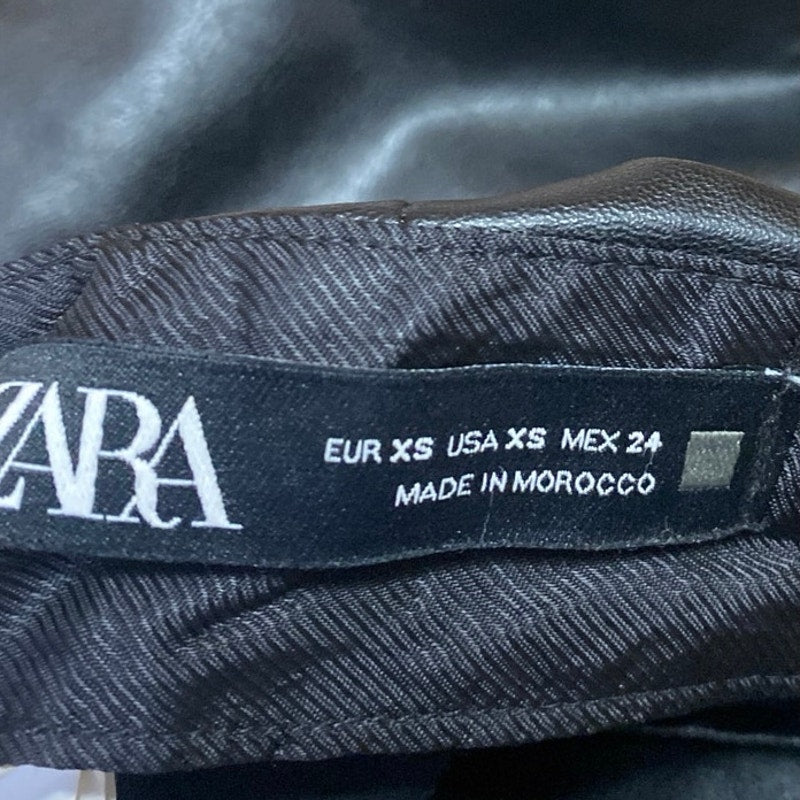 ZARA
EUR XS USA XS MEX 24
MADE IN MOROCCO